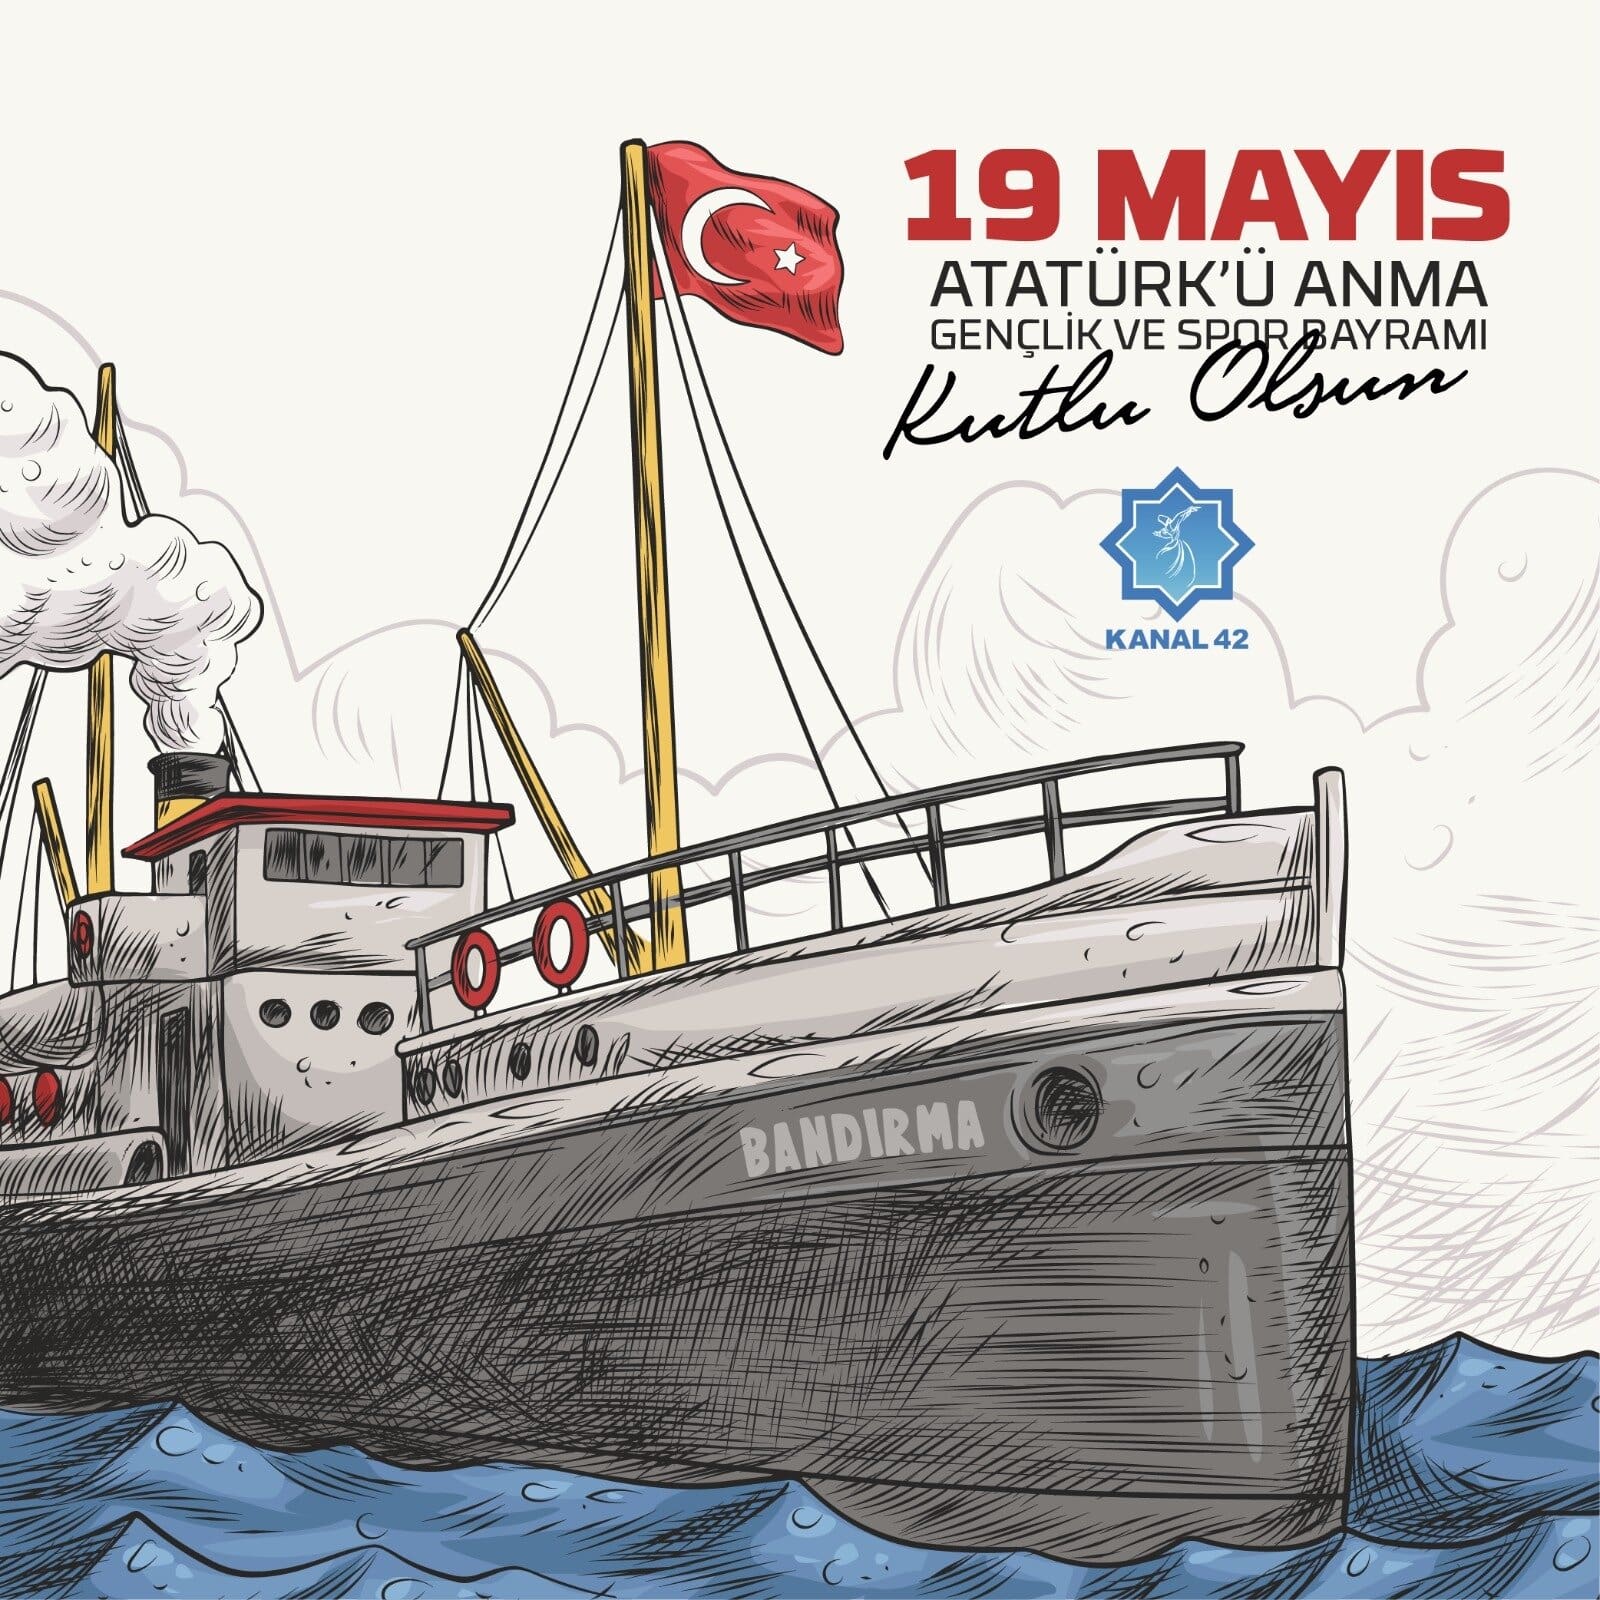 19 MAYIS
ATATÜRK'Ü ANMA
GENÇLİK VE SPOR BAYRAMI
Kutlu Olsun
KANAL 42
BANDIRMA